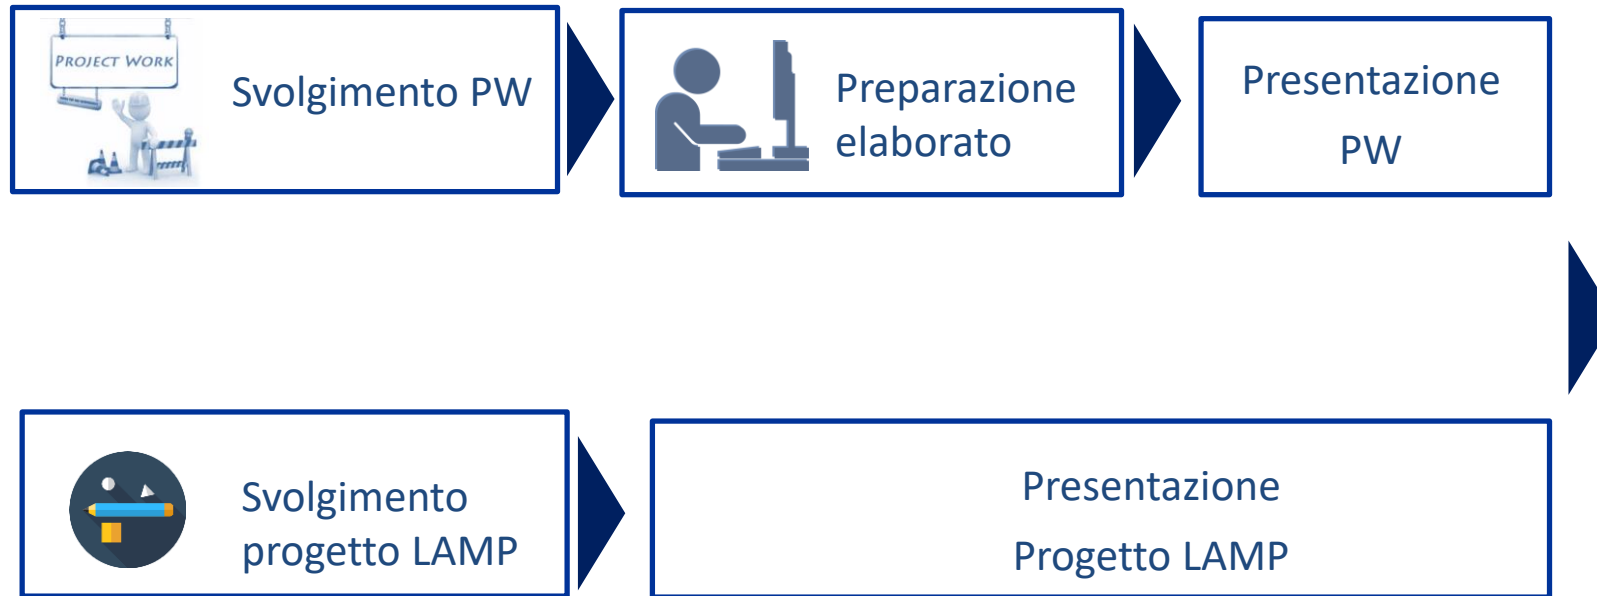 PROJECT WORK
Svolgimento PW
Preparazione
elaborato
Presentazione
PW
Svolgimento
progetto LAMP
Presentazione
Progetto LAMP